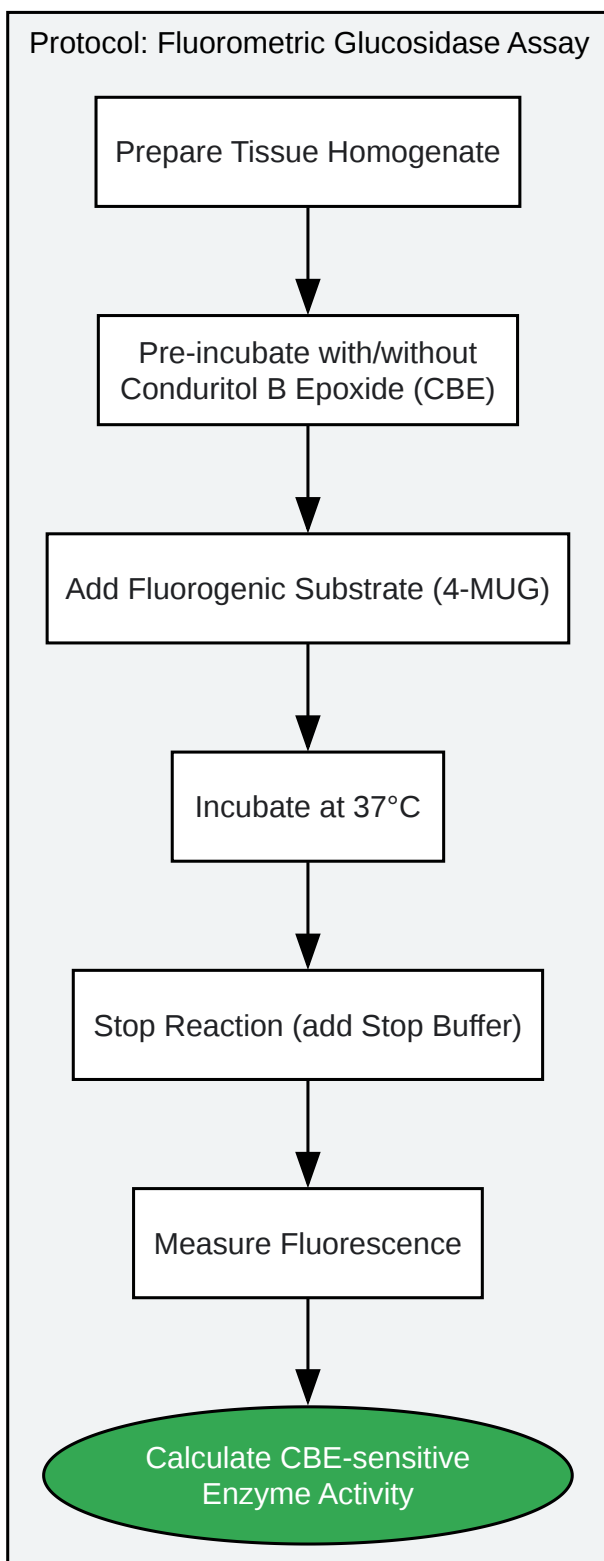 Protocol: Fluorometric Glucosidase Assay
Prepare Tissue Homogenate
Pre-incubate with/without
Conduritol B Epoxide (CBE)
Add Fluorogenic Substrate (4-MUG)
Incubate at 37°C
Stop Reaction (add Stop Buffer)
Measure Fluorescence
Calculate CBE-sensitive
Enzyme Activity